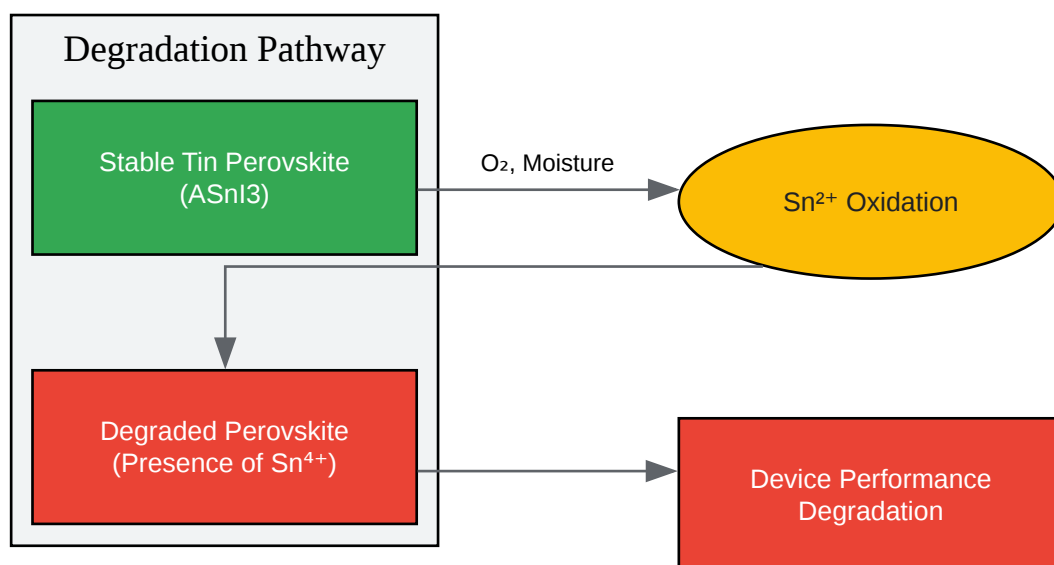 Degradation Pathway
Stable Tin Perovskite
(ASnI3)
O₂, Moisture
Sn²⁺ Oxidation
Degraded Perovskite
(Presence of Sn⁴⁺)
Device Performance
Degradation